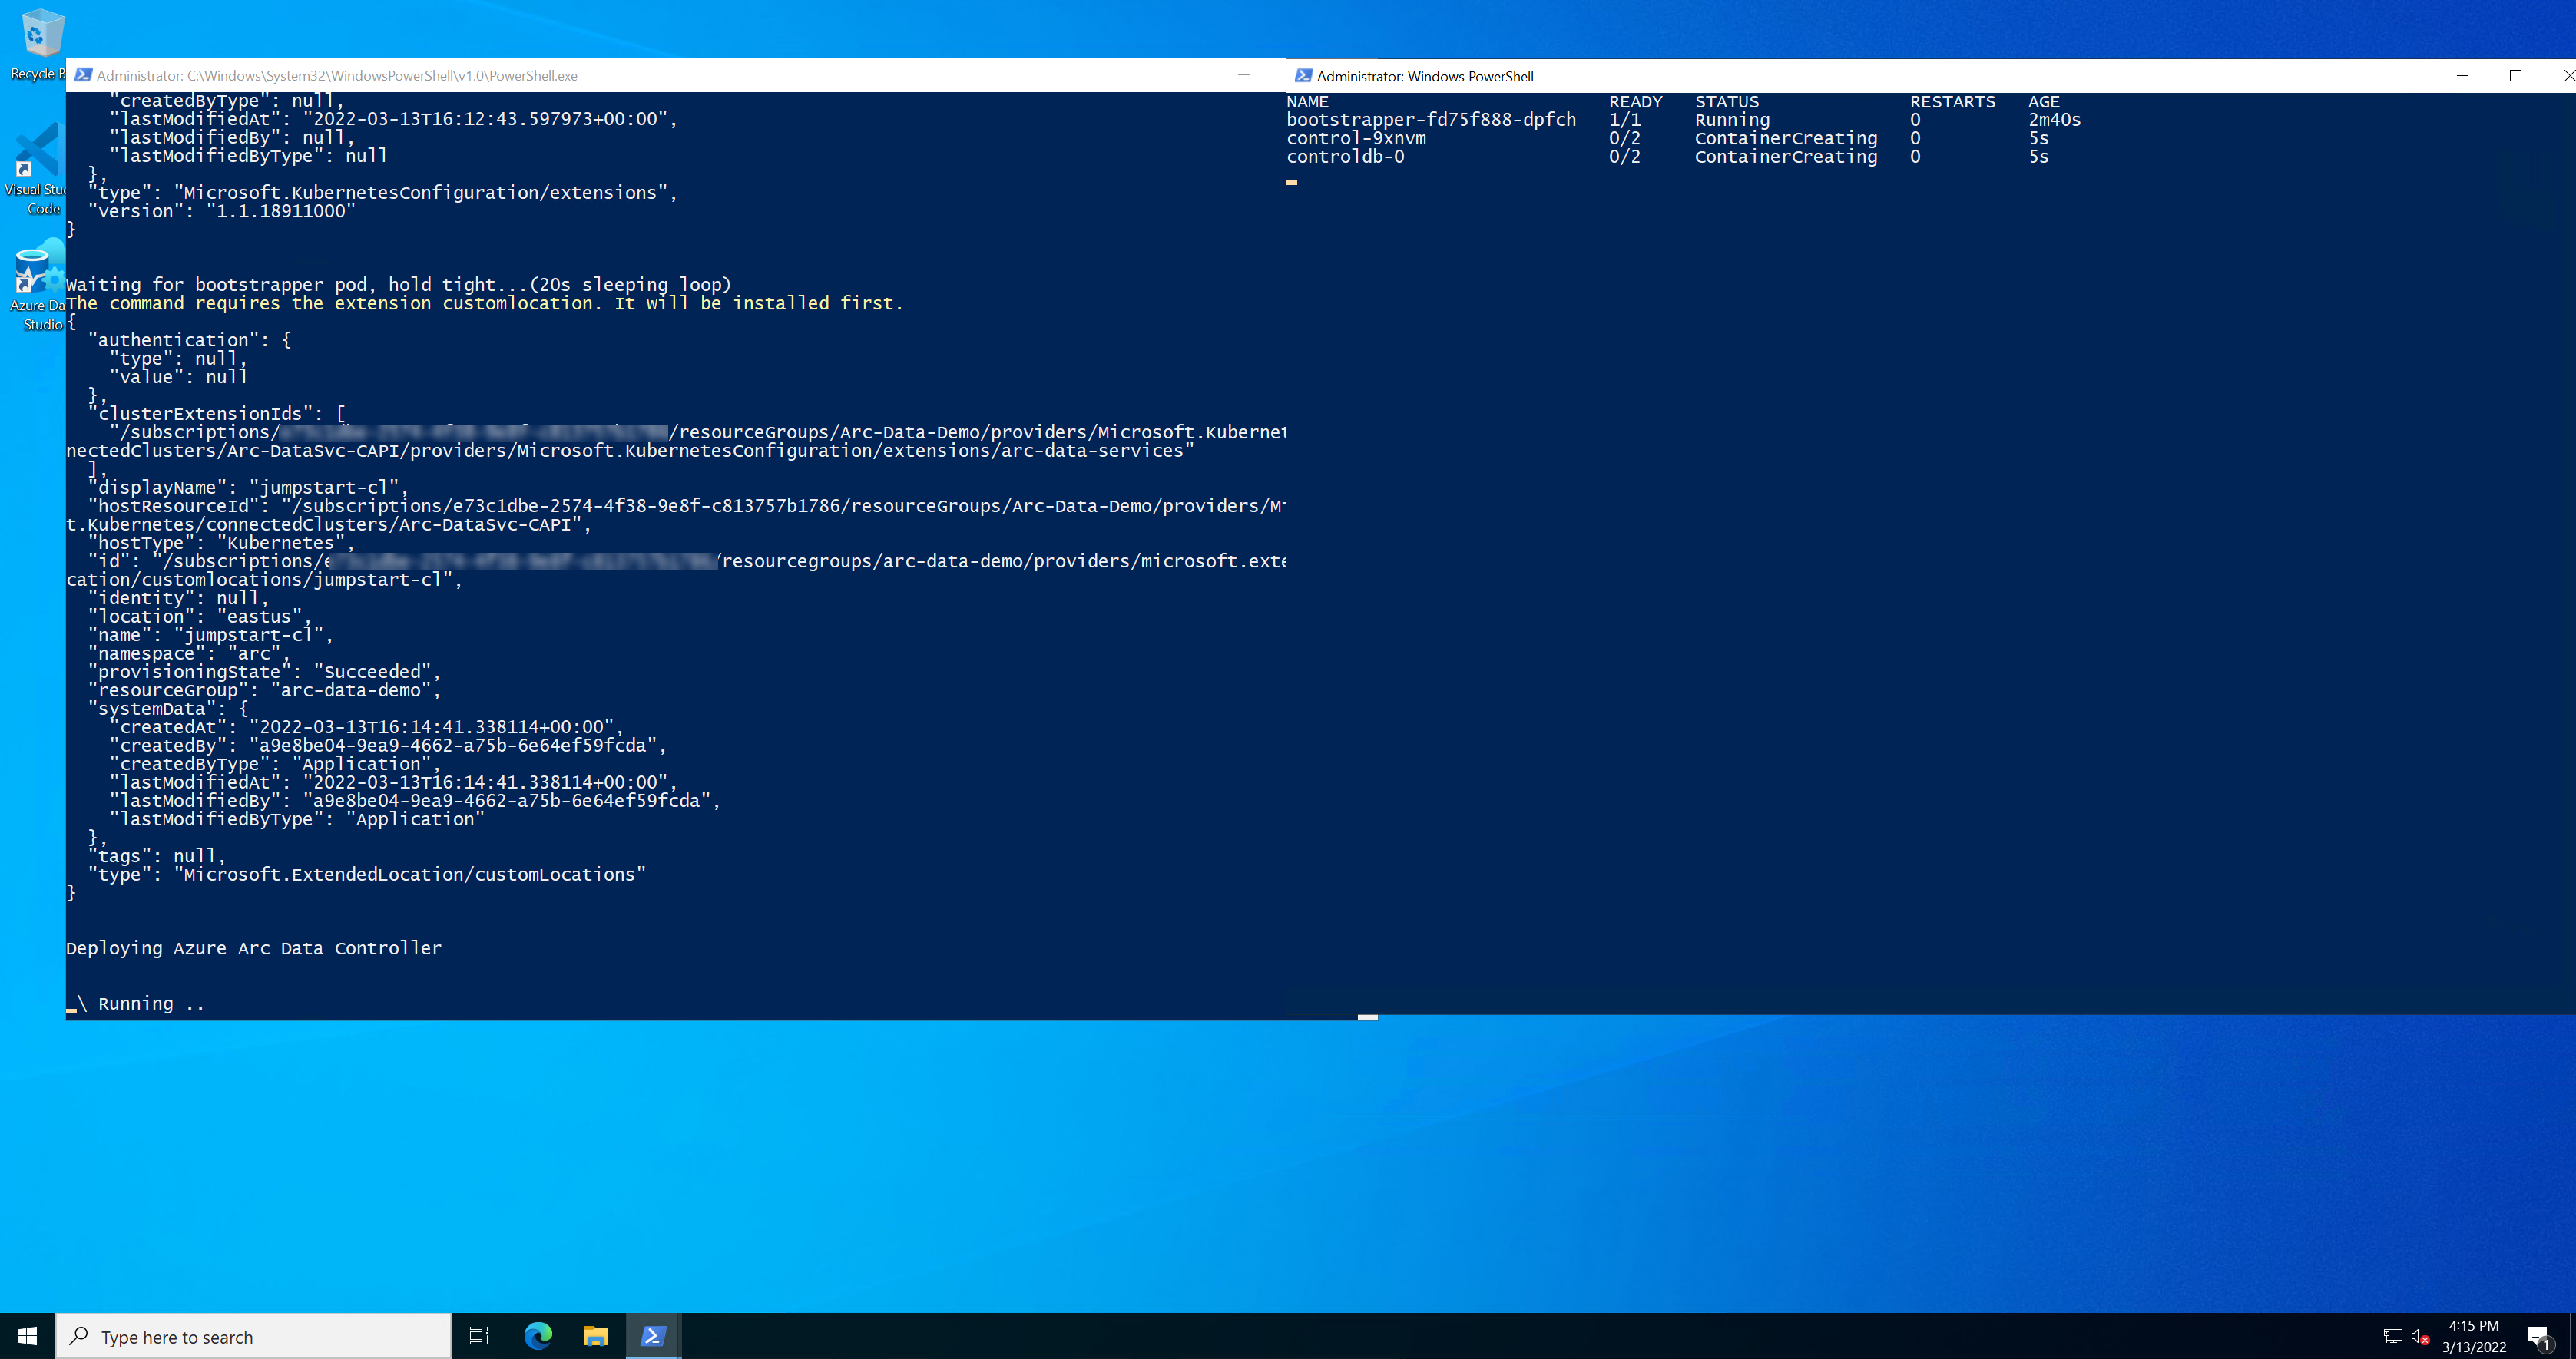 Recycle B
Visual Stu
Code
Azure Da
Studio
Administrator: C:\Windows\System32\WindowsPowerShell\v1.0\PowerShell.exe
    "createdByType": null,
    "lastModifiedAt": "2022-03-13T16:12:43.597973+00:00",
    "lastModifiedBy": null,
    "lastModifiedByType": null
  },
  "type": "Microsoft.KubernetesConfiguration/extensions",
  "version": "1.1.18911000"
}
Waiting for bootstrapper pod, hold tight...(20s sleeping loop)
The command requires the extension customlocation. It will be installed first.
{
  "authentication": {
    "type": null,
    "value": null
  },
  "clusterExtensionIds": [
    "/subscriptions/ /resourceGroups/Arc-Data-Demo/providers/Microsoft.Kubernet
nectedClusters/Arc-DataSvc-CAPI/providers/Microsoft.KubernetesConfiguration/extensions/arc-data-services"
  ],
  "displayName": "jumpstart-cl",
  "hostResourceId": "/subscriptions/e73c1dbe-2574-4f38-9e8f-c813757b1786/resourceGroups/Arc-Data-Demo/providers/Mi
t.Kubernetes/connectedClusters/Arc-DataSvc-CAPI",
  "hostType": "Kubernetes",
  "id": "/subscriptions/ /resourcegroups/arc-data-demo/providers/microsoft.exte
cation/customlocations/jumpstart-cl",
  "identity": null,
  "location": "eastus",
  "name": "jumpstart-cl",
  "namespace": "arc",
  "provisioningState": "Succeeded",
  "resourceGroup": "arc-data-demo",
  "systemData": {
    "createdAt": "2022-03-13T16:14:41.338114+00:00",
    "createdBy": "a9e8be04-9ea9-4662-a75b-6e64ef59fcda",
    "createdByType": "Application",
    "lastModifiedAt": "2022-03-13T16:14:41.338114+00:00",
    "lastModifiedBy": "a9e8be04-9ea9-4662-a75b-6e64ef59fcda",
    "lastModifiedByType": "Application"
  },
  "tags": null,
  "type": "Microsoft.ExtendedLocation/customLocations"
}
Deploying Azure Arc Data Controller
\ Running ..
Administrator: Windows PowerShell
NAME READY STATUS RESTARTS AGE
bootstrapper-fd75f888-dpfch 1/1 Running 0 2m40s
control-9xnvm 0/2 ContainerCreating 0 5s
controldb-0 0/2 ContainerCreating 0 5s
Type here to search
4:15 PM
3/13/2022
1